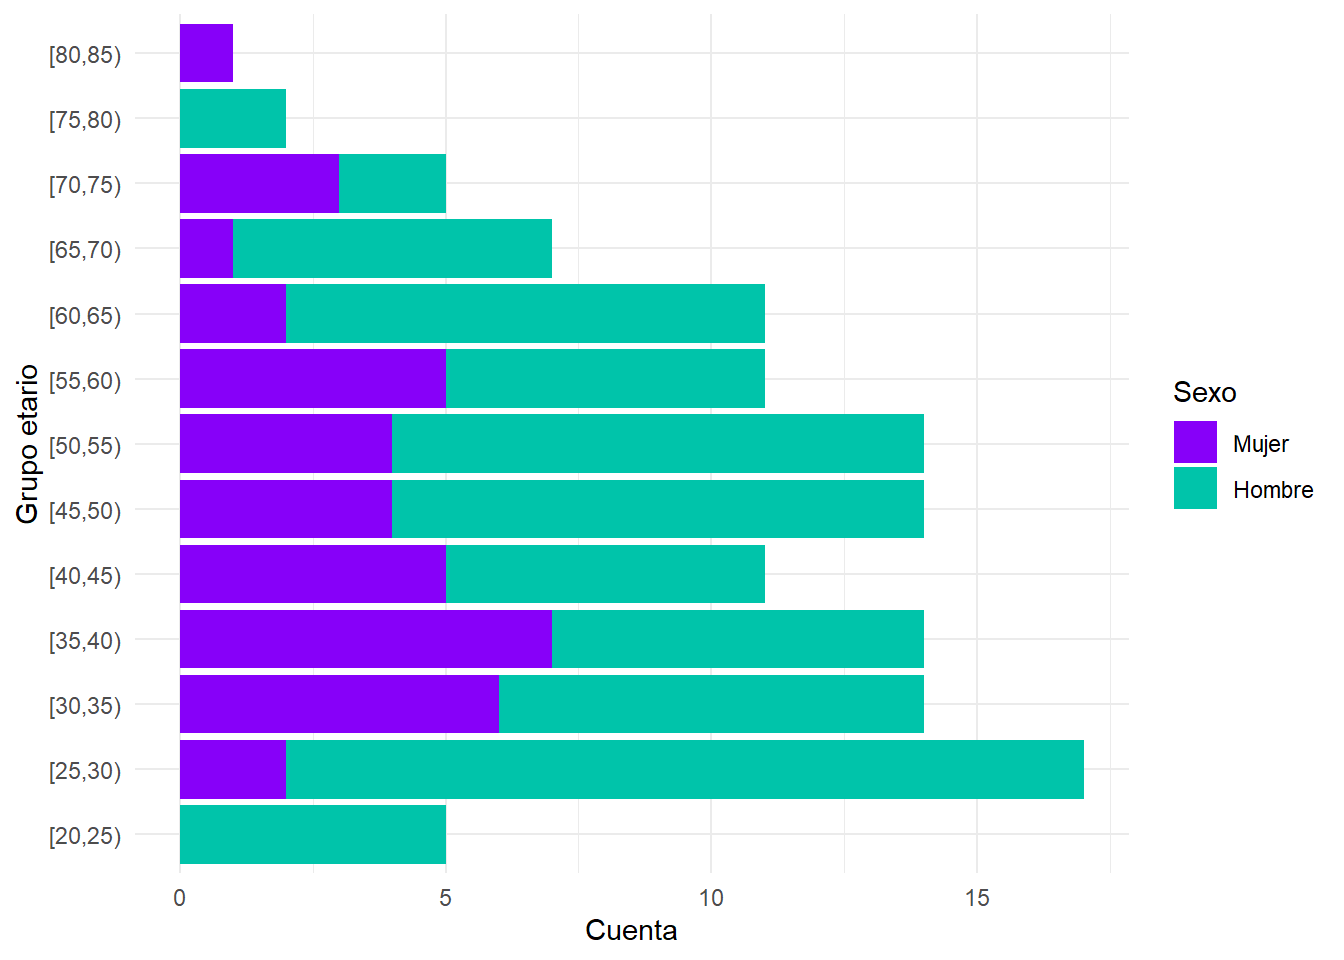 Grupo etario
[80,85)
[75,80)
[70,75)
[65,70)
[60,65)
[55,60)
[50,55)
[45,50)
[40,45)
[35,40)
[30,35)
[25,30)
[20,25)
0 5 10 15
Cuenta
Sexo
Mujer
Hombre